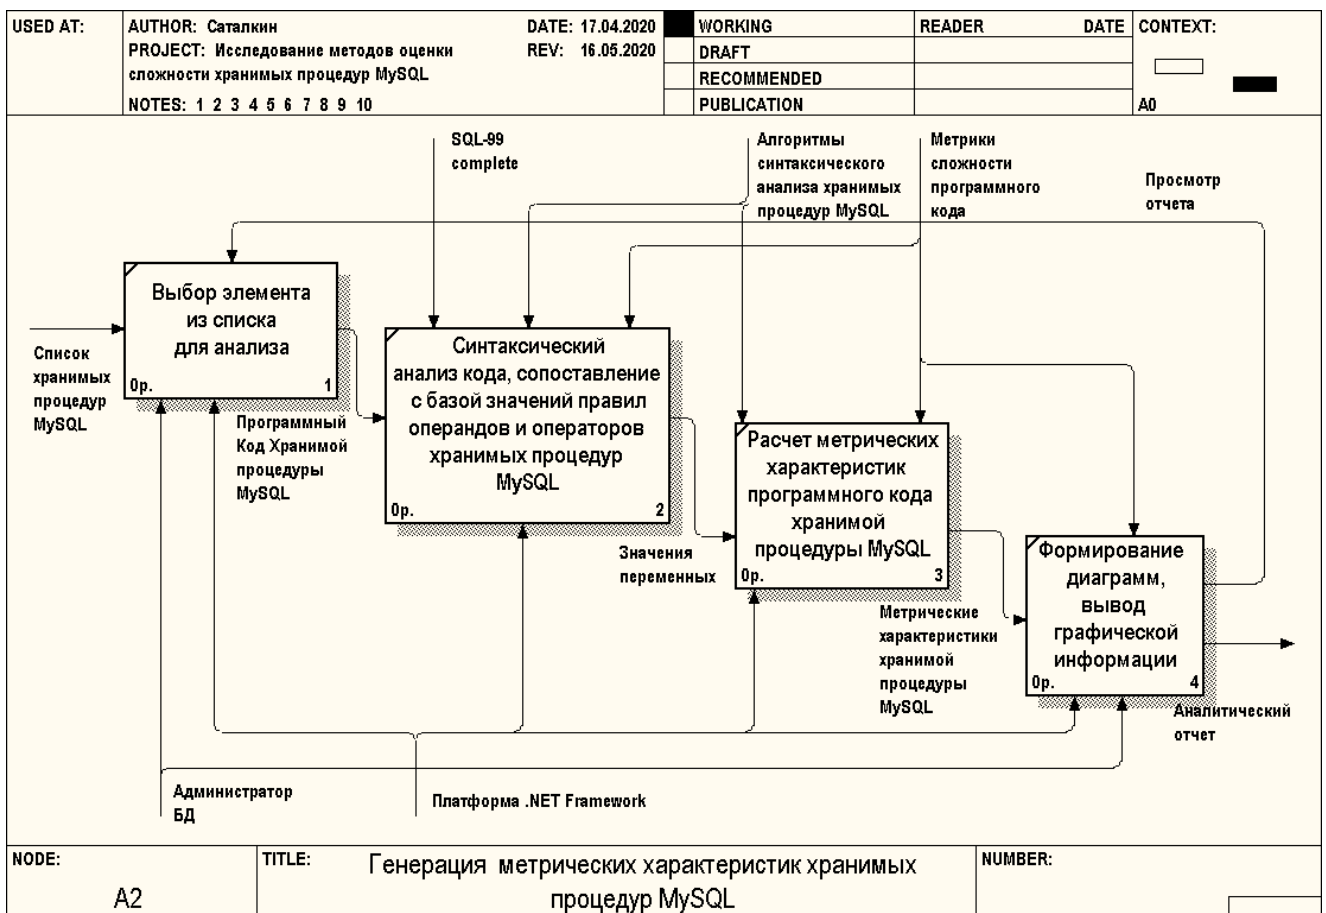 USED AT:
AUTHOR: Саталкин
DATE: 17.04.2020
PROJECT: Исследование методов оценки
сложности хранимых процедур MySQL
REV: 16.05.2020
NOTES: 1 2 3 4 5 6 7 8 9 10
WORKING
DRAFT
RECOMMENDED
PUBLICATION
READER
DATE
CONTEXT:
A0
SQL-99
complete
Алгоритмы
синтаксического
анализа хранимых
процедур MySQL
Метрики
сложности
программного
кода
Просмотр
отчета
Выбор элемента
из списка
для анализа
0р.
1
Список
хранимых
процедур
MySQL
Программный
Код Хранимой
процедуры
MySQL
Синтаксический
анализ кода, сопоставление
с базой значений правил
операндов и операторов
хранимых процедур
MySQL
0р.
2
Значения
переменных
Расчет метрических
характеристик
программного кода
хранимой
процедуры MySQL
0р.
3
Метрические
характеристики
хранимой
процедуры
MySQL
Формирование
диаграмм,
вывод
графической
информации
0р.
4
Аналитический
отчет
Администратор
БД
Платформа .NET Framework
NODE:
A2
TITLE:
Генерация метрических характеристик хранимых
процедур MySQL
NUMBER: